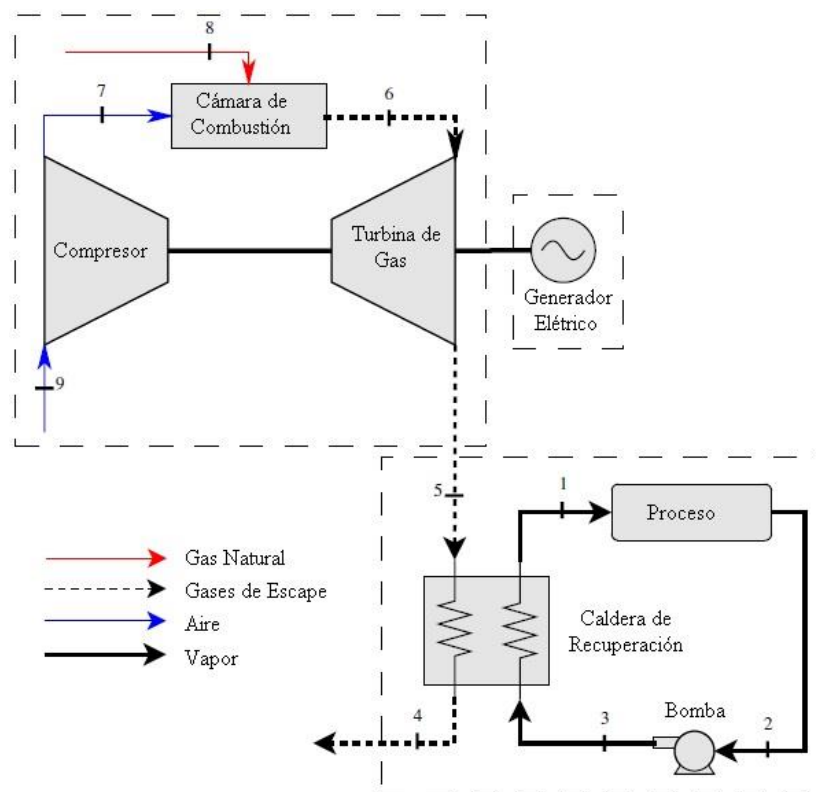 8
7
Cámara de
Combustión
6
Compresor
Turbina de
Gas
Generador
Elétrico
9
5
1
Proceso
Gas Natural
Gases de Escape
Aire
Vapor
Caldera de
Recuperación
4
3
Bomba
2